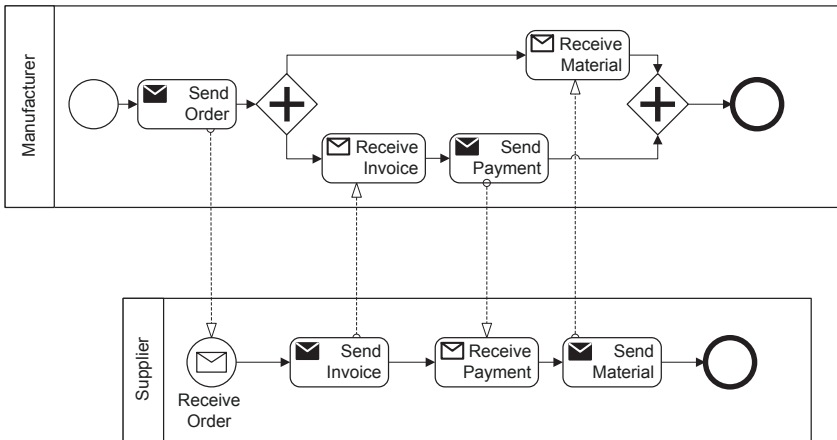 Manufacturer
Send
Order
Receive
Invoice
Send
Payment
Receive
Material
Supplier
Receive
Order
Send
Invoice
Receive
Payment
Send
Material